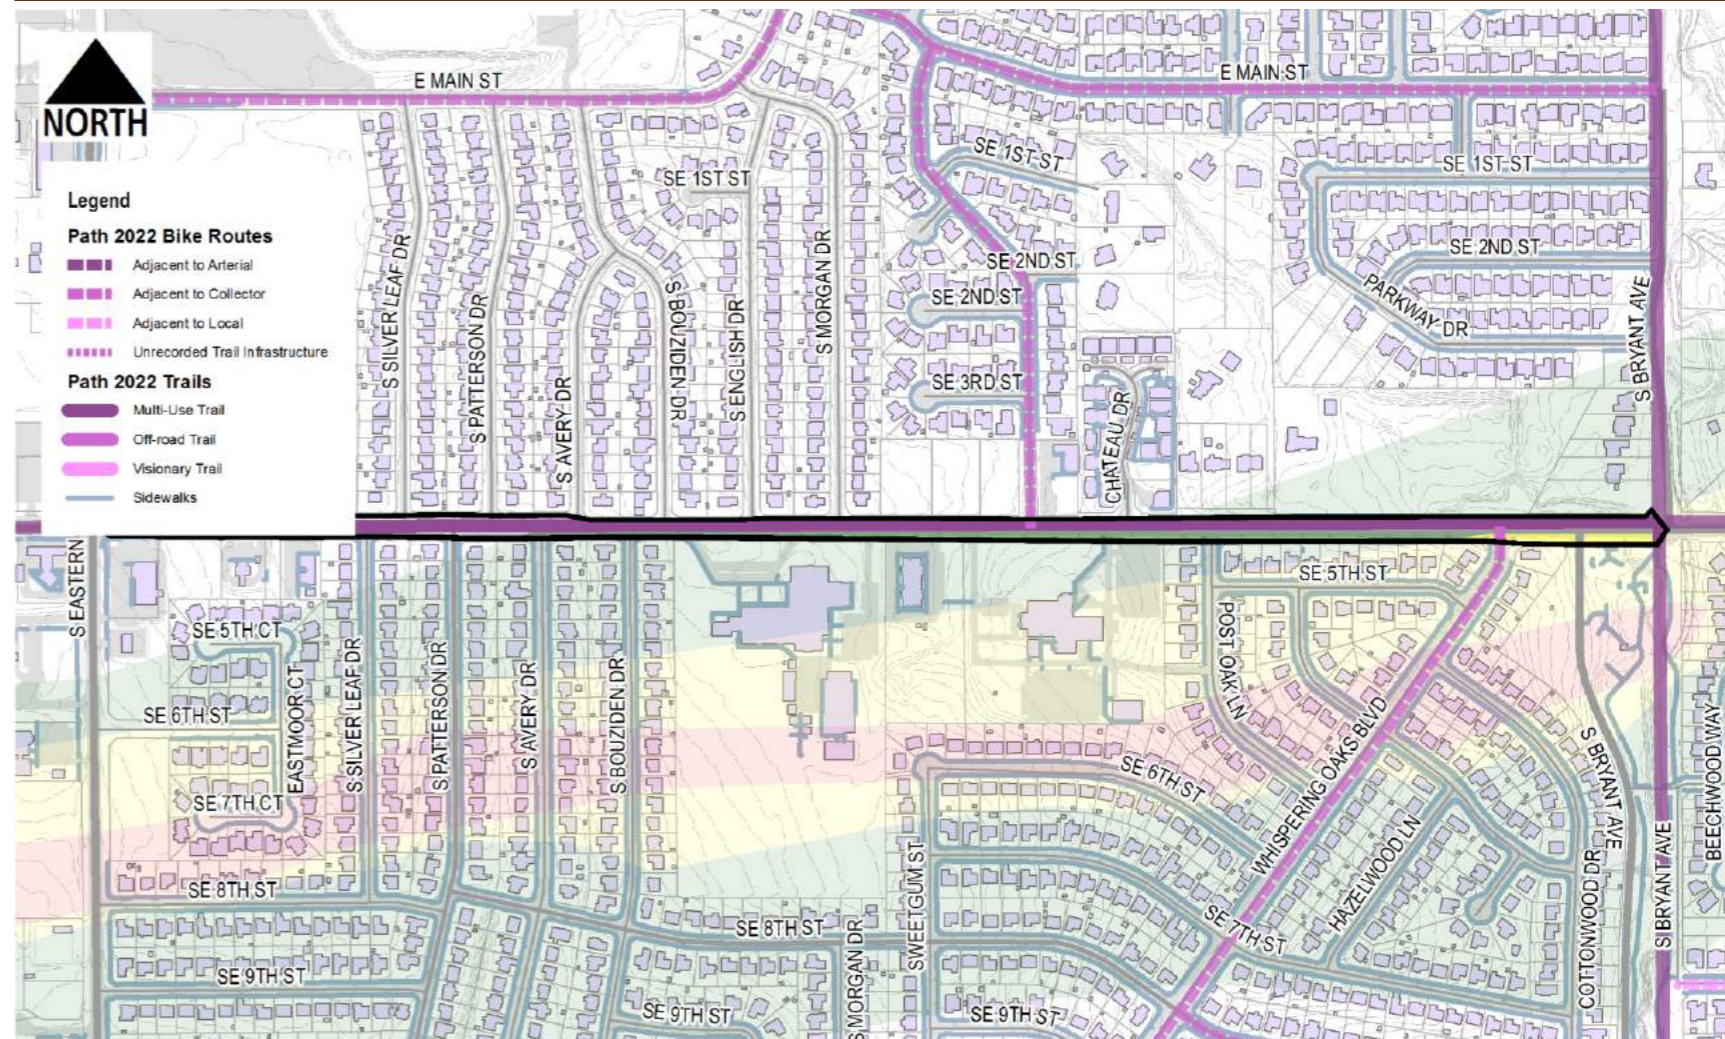 E MAIN ST
E MAIN ST
NORTH
SE 1ST ST
SE 1ST ST
SE 1ST ST
Legend
Path 2022 Bike Routes
Adjacent to Arterial
Adjacent to Collector
Adjacent to Local
Unrecorded Trail Infrastructure
Path 2022 Trails
Multi-Use Trail
Off-road Trail
Visionary Trail
Sidewalks
S SILVER LEAF DR
S PATTERSON DR
S AVERY DR
S BOUZIDEN DR
S ENGLISH DR
S MORGAN DR
SE 2ND ST
SE 2ND ST
SE 2ND ST
SE 3RD ST
CHATEAU DR
PARKWAY DR
S BRYANT AVE
S EASTERN
SE 5TH CT
SE 6TH ST
EASTMOOR CT
SE 7TH CT
S SILVER LEAF DR
S PATTERSON DR
S AVERY DR
S BOUZIDEN DR
SE 5TH ST
POST OAK LN
SE 6TH ST
WHISPERING OAKS BLVD
HAZELWOOD LN
S BRYANT AVE
BEECHWOOD WAY
S BRYANT AVE
COTTONWOOD DR
SWEETGUM ST
SE 7TH ST
SE 8TH ST
SE 8TH ST
S MORGAN DR
SE 9TH ST
SE 9TH ST
SE 9TH ST